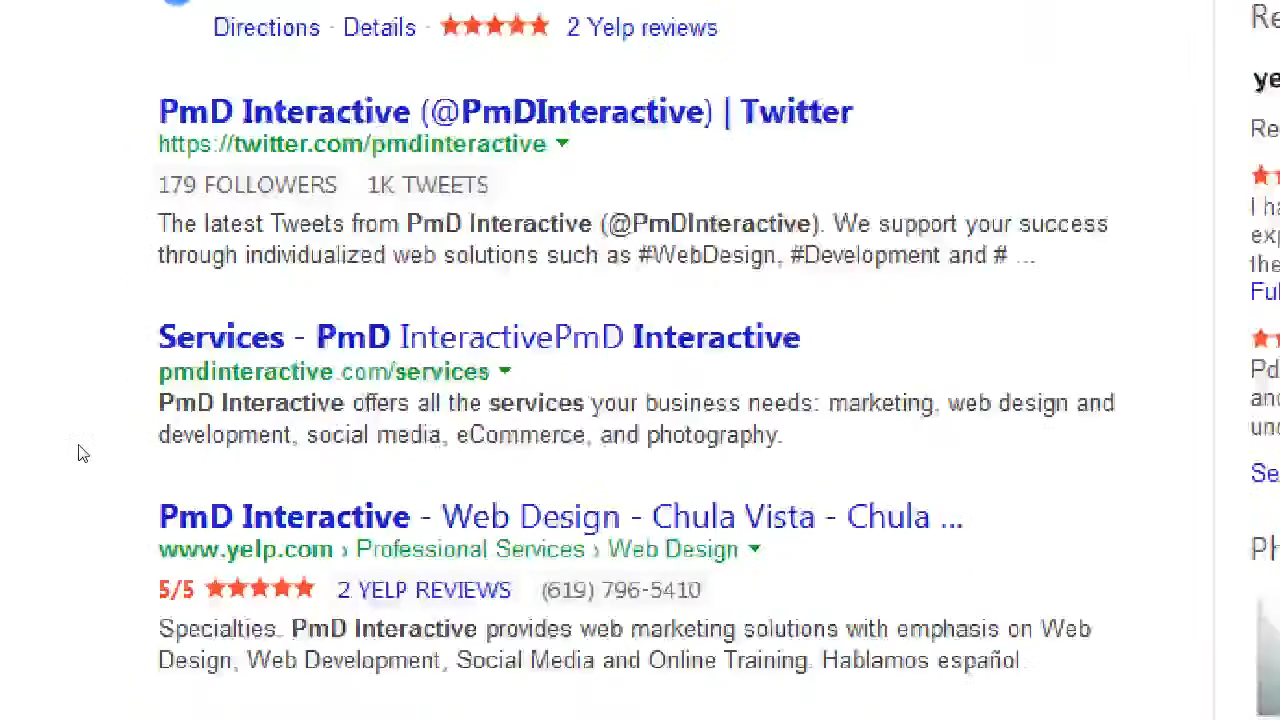 Directions · Details · 2 Yelp reviews
PmD Interactive (@PmDInteractive) | Twitter
https://twitter.com/pmdinteractive
179 FOLLOWERS 1K TWEETS
The latest Tweets from PmD Interactive (@PmDInteractive). We support your success
through individualized web solutions such as #WebDesign, #Development and # ...
Services - PmD InteractivePmD Interactive
pmdinteractive.com/services
PmD Interactive offers all the services your business needs: marketing, web design and
development, social media, eCommerce, and photography.
PmD Interactive - Web Design - Chula Vista - Chula ...
www.yelp.com › Professional Services › Web Design
5/5 2 YELP REVIEWS (619) 796-5410
Specialties. PmD Interactive provides web marketing solutions with emphasis on Web
Design, Web Development, Social Media and Online Training. Hablamos español.